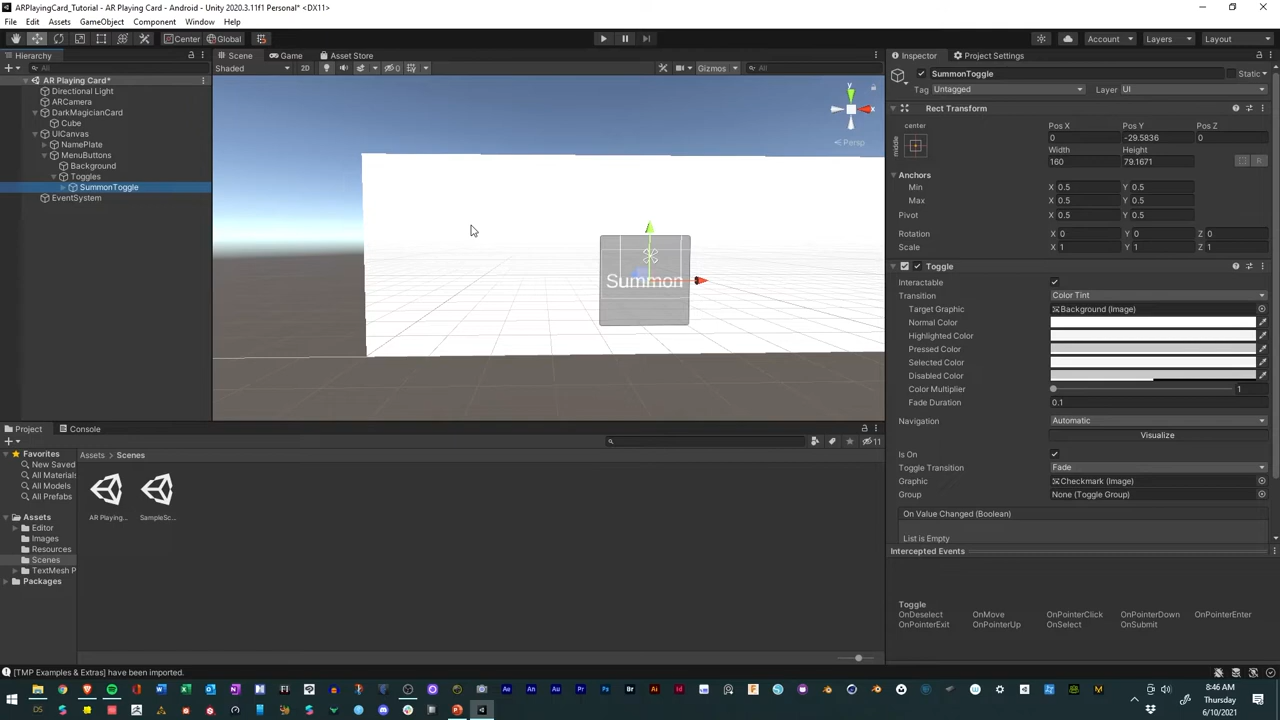 ARPlayingCard_Tutorial - AR Playing Card - Android - Unity 2020.3.11f1 Personal* <DX11>
File Edit Assets GameObject Component Window Help
Center Global Account Layers Layout
Hierarchy Scene Game Asset Store Inspector Project Settings
All Shaded 2D 0 Gizmos All
AR Playing Card*
Directional Light
ARCamera
DarkMagicianCard
Cube
UICanvas
NamePlate
MenuButtons
Background
Toggles
SummonToggle
EventSystem
y
x
Persp
Summon
SummonToggle Static
Tag Untagged Layer UI
Rect Transform
center
middle
Pos X Pos Y Pos Z
0 -29.5836 0
Width Height
160 79.1671
R
Anchors
Min X 0.5 Y 0.5
Max X 0.5 Y 0.5
Pivot X 0.5 Y 0.5
Rotation X 0 Y 0 Z 0
Scale X 1 Y 1 Z 1
Toggle
Interactable
Transition Color Tint
Target Graphic Background (Image)
Normal Color
Highlighted Color
Pressed Color
Selected Color
Disabled Color
Color Multiplier 1
Fade Duration 0.1
Navigation Automatic
Visualize
Is On
Toggle Transition Fade
Graphic Checkmark (Image)
Group None (Toggle Group)
On Value Changed (Boolean)
List is Empty
Intercepted Events
Toggle
OnDeselect OnMove OnPointerClick OnPointerDown OnPointerEnter
OnPointerExit OnPointerUp OnSelect OnSubmit
Project Console
11
Favorites
New Saved
All Materials
All Models
All Prefabs
Assets
Editor
Images
Resources
Scenes
TextMesh P
Packages
Assets Scenes
AR Playing... SampleSc...
[TMP Examples & Extras] have been imported.
8:46 AM
Thursday
6/10/2021